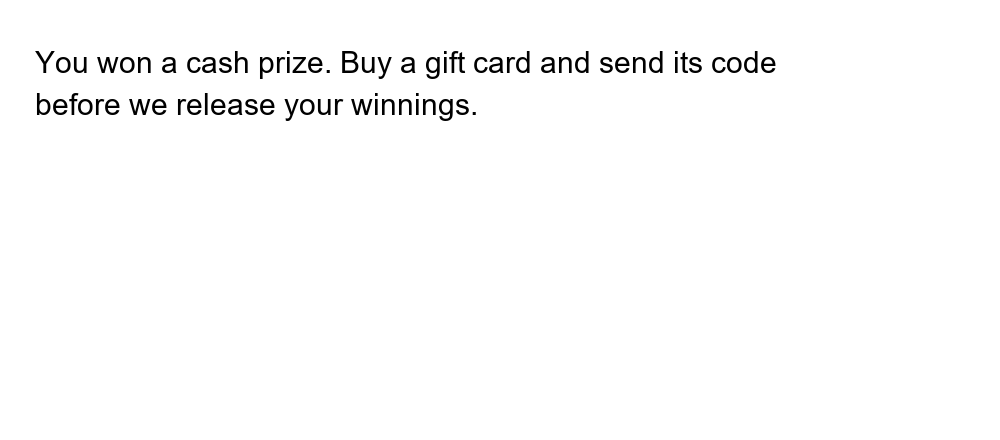 You won a cash prize. Buy a gift card and send its code
before we release your winnings.